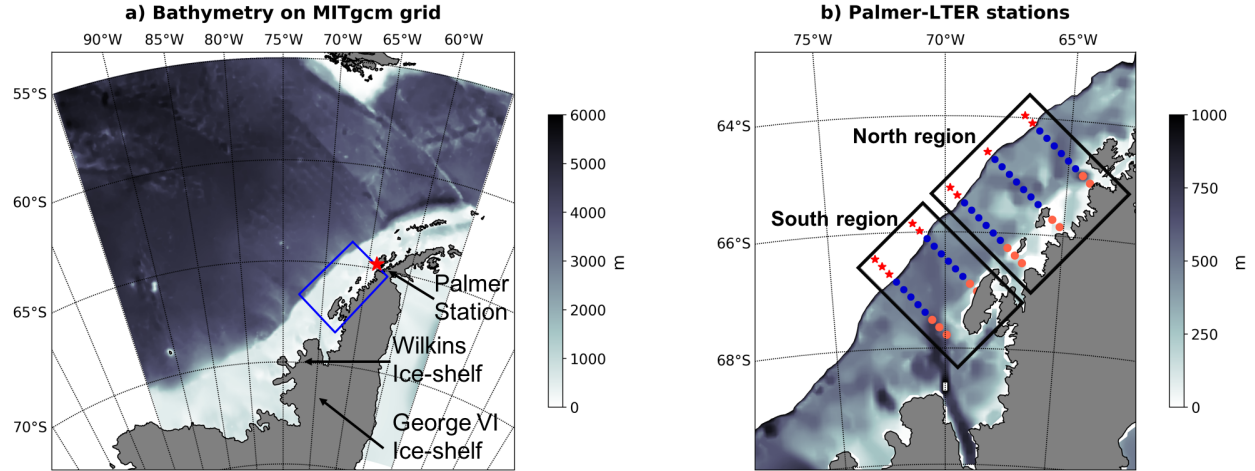 a) Bathymetry on MITgcm grid
90°W 85°W 80°W 75°W 70°W 65°W 60°W
55°S
60°S
65°S
70°S
Palmer
Station
Wilkins
Ice-shelf
George VI
Ice-shelf
6000
5000
4000
3000
2000
1000
0
m
b) Palmer-LTER stations
75°W 70°W 65°W
64°S
66°S
68°S
North region
South region
1000
750
500
250
0
m